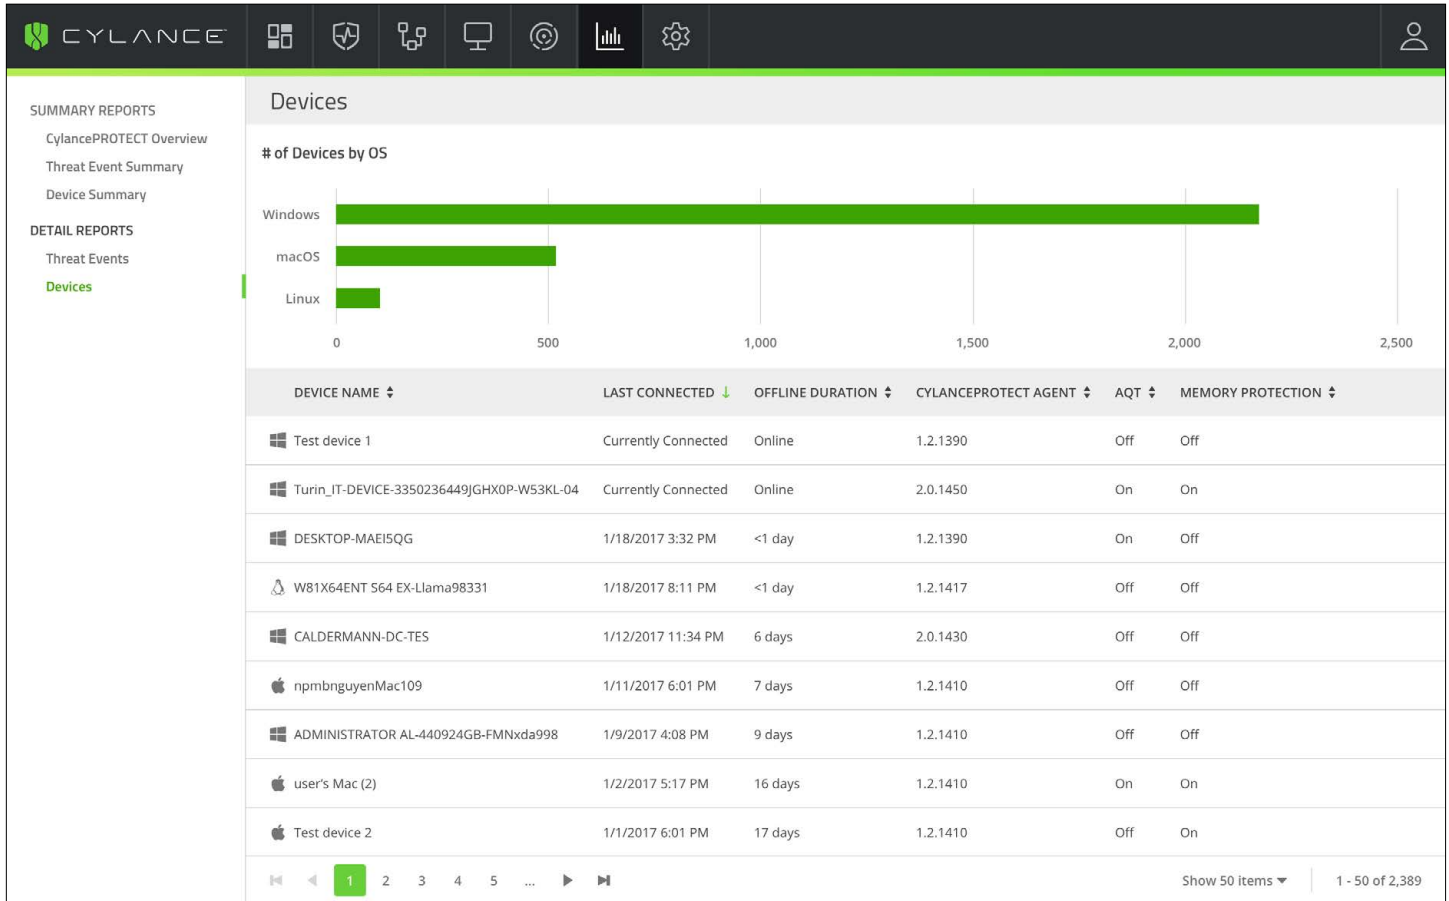 CYLANCE
SUMMARY REPORTS
CylancePROTECT Overview
Threat Event Summary
Device Summary
DETAIL REPORTS
Threat Events
Devices
Devices
# of Devices by OS
Windows
macOS
Linux
0 500 1,000 1,500 2,000 2,500
DEVICE NAME LAST CONNECTED OFFLINE DURATION CYLANCEPROTECT AGENT AQT MEMORY PROTECTION
Test device 1 Currently Connected Online 1.2.1390 Off Off
Turin_IT-DEVICE-3350236449JGHX0P-W53KL-04 Currently Connected Online 2.0.1450 On On
DESKTOP-MAEI5QG 1/18/2017 3:32 PM <1 day 1.2.1390 On Off
W81X64ENT S64 EX-Llama98331 1/18/2017 8:11 PM <1 day 1.2.1417 Off Off
CALDERMANN-DC-TES 1/12/2017 11:34 PM 6 days 2.0.1430 Off Off
npmbnguyenMac109 1/11/2017 6:01 PM 7 days 1.2.1410 Off Off
ADMINISTRATOR AL-440924GB-FMNxda998 1/9/2017 4:08 PM 9 days 1.2.1410 Off Off
user's Mac (2) 1/2/2017 5:17 PM 16 days 1.2.1410 On On
Test device 2 1/1/2017 6:01 PM 17 days 1.2.1410 Off On
1 2 3 4 5 ... Show 50 items 1 - 50 of 2,389